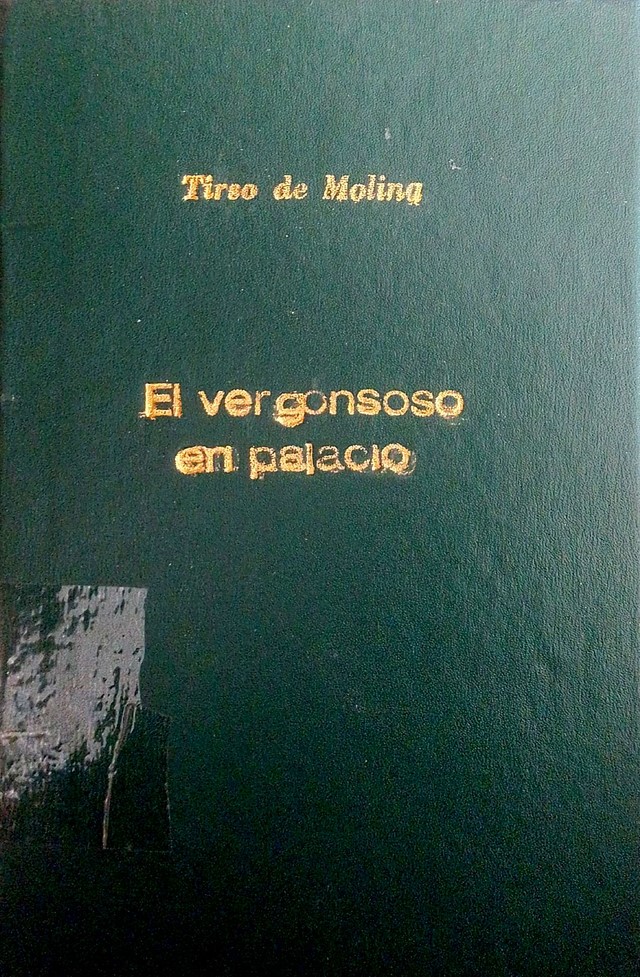 Tirso de Molina
El vergonsoso
en palacio